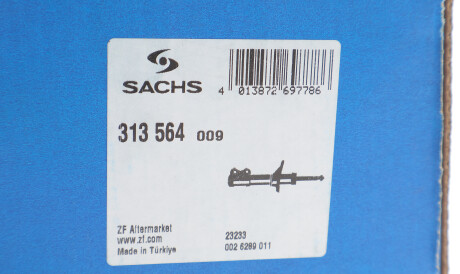 SACHS
4 013872 697786
313 564 009
ZF Aftermarket
www.zf.com
Made in Türkiye
23233
002 6289 011